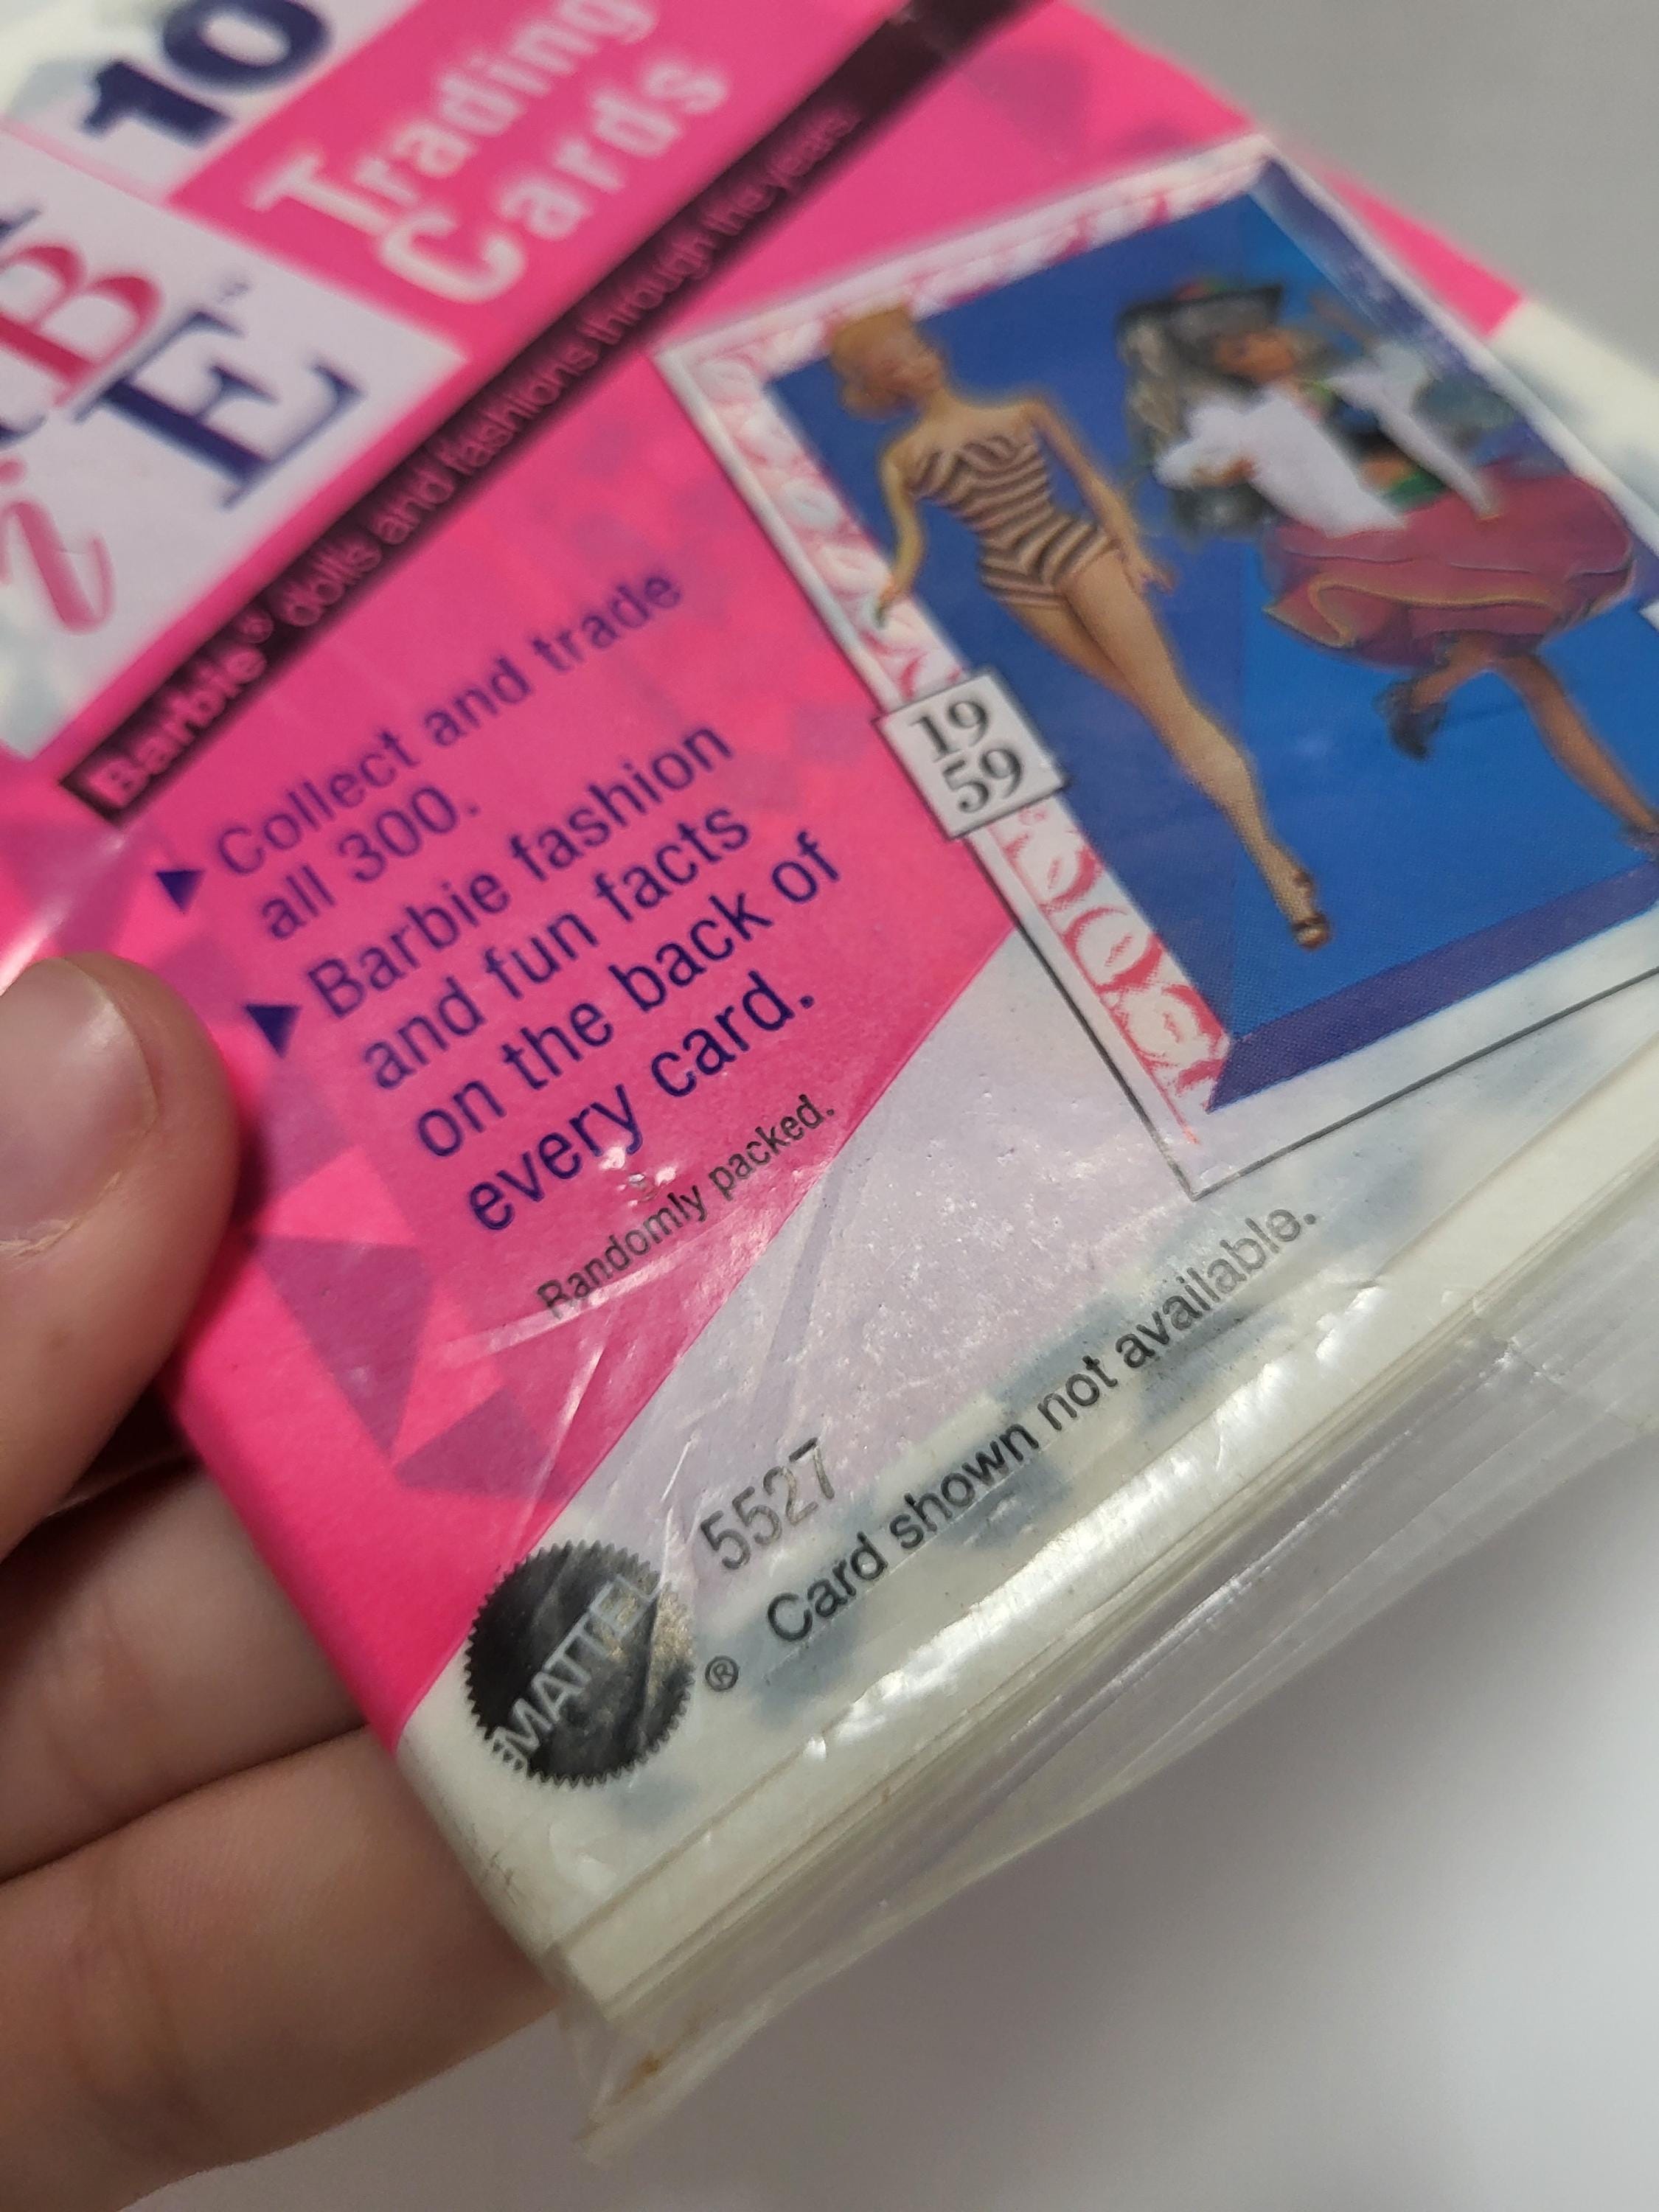 10
Trading
Cards
B
i E™
Barbie® dolls and fashions through the years
► Collect and trade
all 300.
► Barbie fashion
and fun facts
on the back of
every card.
Randomly packed.
19
59
5527
MATTEL
® Card shown not available.